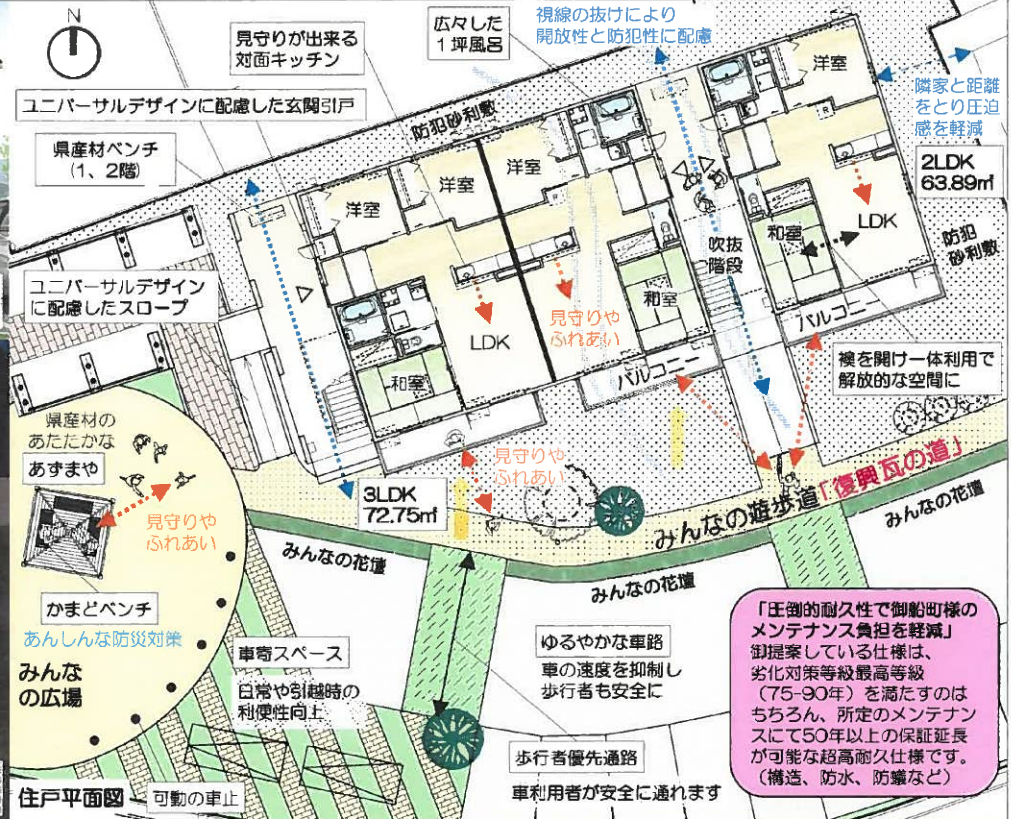 N
見守りが出来る
対面キッチン
広々した
1坪風呂
視線の抜けにより
開放性と防犯性に配慮
ユニバーサルデザインに配慮した玄関引戸
防犯砂利敷
洋室
隣家と距離
をとり圧迫
感を軽減
県産材ベンチ
(1、2階)
洋室
洋室
洋室
2LDK
63.89㎡
ユニバーサルデザイン
に配慮したスロープ
LDK
和室
和室
吹抜
階段
LDK
和室
防犯
砂利敷
見守りや
ふれあい
バルコニー
バルコニー
襖を開け一体利用で
解放的な空間に
県産材の
あたたかな
あずまや
見守りや
ふれあい
見守りや
ふれあい
3LDK
72.75㎡
みんなの遊歩道「復興瓦の道」
みんなの花壇
みんなの花壇
みんなの花壇
かまどベンチ
あんしんな防災対策
みんな
の広場
車寄スペース
日常や引越時の
利便性向上
ゆるやかな車路
車の速度を抑制し
歩行者も安全に
歩行者優先通路
車利用者が安全に通れます
「圧倒的耐久性で御船町様の
メンテナンス負担を軽減」
御提案している仕様は、
劣化対策等級最高等級
（75-90年）を満たすのは
もちろん、所定のメンテナン
スにて50年以上の保証延長
が可能な超高耐久仕様です。
（構造、防水、防蟻など）
住戸平面図
可動の車止